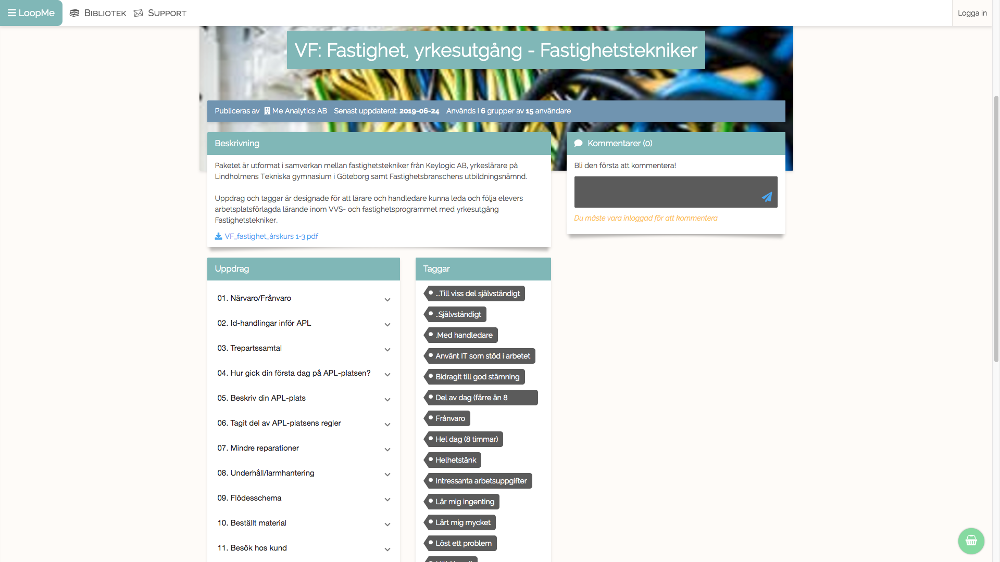 LoopMe
Bibliotek
Support
Logga in
VF: Fastighet, yrkesutgång - Fastighetstekniker
Publiceras av Me Analytics AB Senast uppdaterat: 2019-06-24 Används i 6 grupper av 15 användare
Beskrivning
Paketet är utformat i samverkan mellan fastighetstekniker från Keylogic AB, yrkeslärare på
Lindholmens Tekniska gymnasium i Göteborg samt Fastighetsbranschens utbildningsnämnd.
Uppdrag och taggar är designade för att lärare och handledare kunna leda och följa elevers
arbetsplatsförlagda lärande inom VVS- och fastighetsprogrammet med yrkesutgång
Fastighetstekniker,
VF_fastighet_årskurs 1-3.pdf
Kommentarer (0)
Bli den första att kommentera!
Du måste vara inloggad för att kommentera
Uppdrag
01. Närvaro/Frånvaro
02. Id-handlingar inför APL
03. Trepartssamtal
04. Hur gick din första dag på APL-platsen?
05. Beskriv din APL-plats
06. Tagit del av APL-platsens regler
07. Mindre reparationer
08. Underhåll/larmhantering
09. Flödesschema
10. Beställt material
11. Besök hos kund
Taggar
...Till viss del självständigt
..Självständigt
.Med handledare
Använt IT som stöd i arbetet
Bidragit till god stämning
Del av dag (färre än 8
Frånvaro
Hel dag (8 timmar)
Helhetstänk
Intressanta arbetsuppgifter
Lär mig ingenting
Lärt mig mycket
Löst ett problem